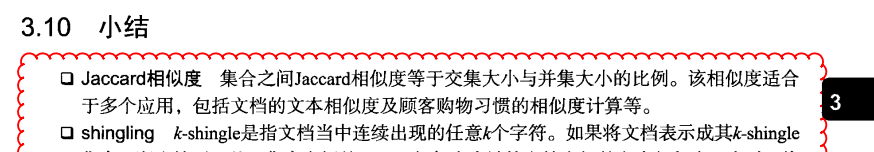 3.10 小结
❑ Jaccard相似度 集合之间Jaccard相似度等于交集大小与并集大小的比例。该相似度适合
于多个应用，包括文档的文本相似度及顾客购物习惯的相似度计算等。
3
❑ shingling k-shingle是指文档当中连续出现的任意k个字符。如果将文档表示成其k-shingle